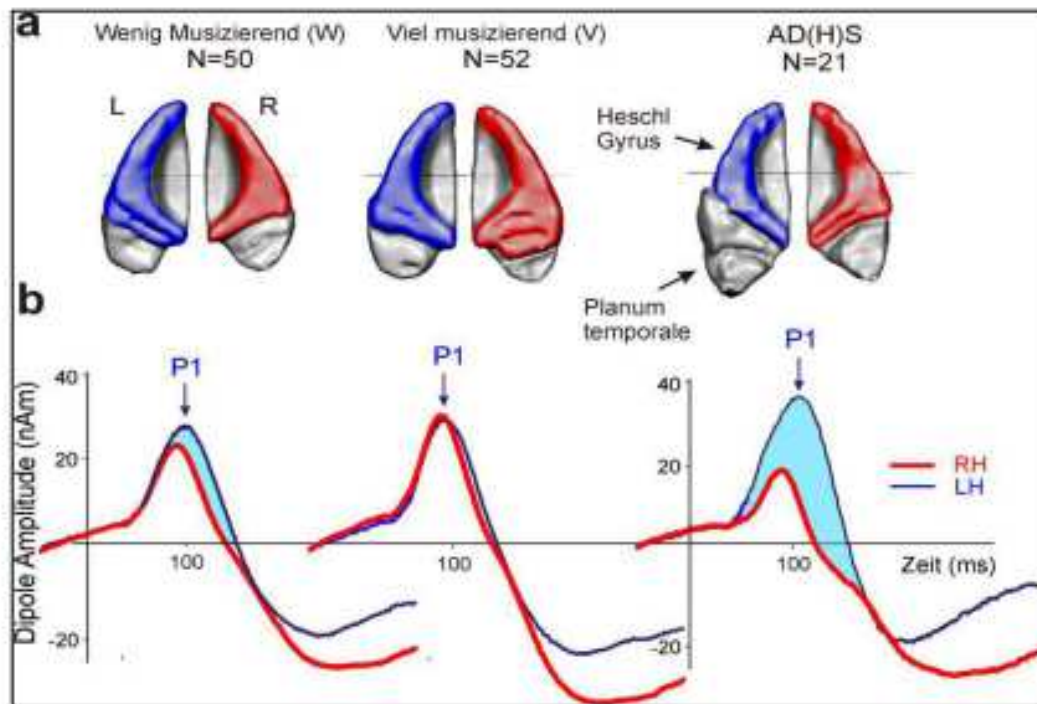 a
Wenig Musizierend (W)
N=50
Viel musizierend (V)
N=52
AD(H)S
N=21
L
R
Heschl
Gyrus
Planum
temporale
b
Dipole Amplitude (nAm)
40
20
-20
P1
100
P1
100
P1
40
20
-20
100
RH
LH
Zeit (ms)